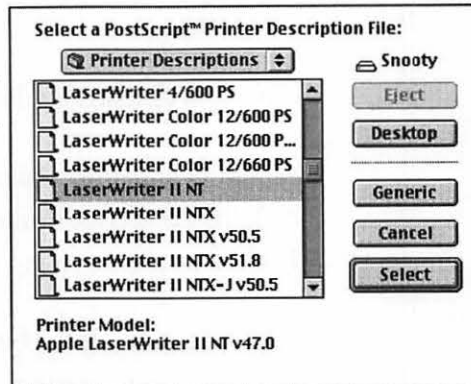 Select a PostScript™ Printer Description File:
Printer Descriptions
Snooty
LaserWriter 4/600 PS
LaserWriter Color 12/600 PS
LaserWriter Color 12/600 P...
LaserWriter Color 12/660 PS
LaserWriter II NT
LaserWriter II NTX
LaserWriter II NTX v50.5
LaserWriter II NTX v51.8
LaserWriter II NTX-J v50.5
Eject
Desktop
Generic
Cancel
Select
Printer Model:
Apple LaserWriter II NT v47.0